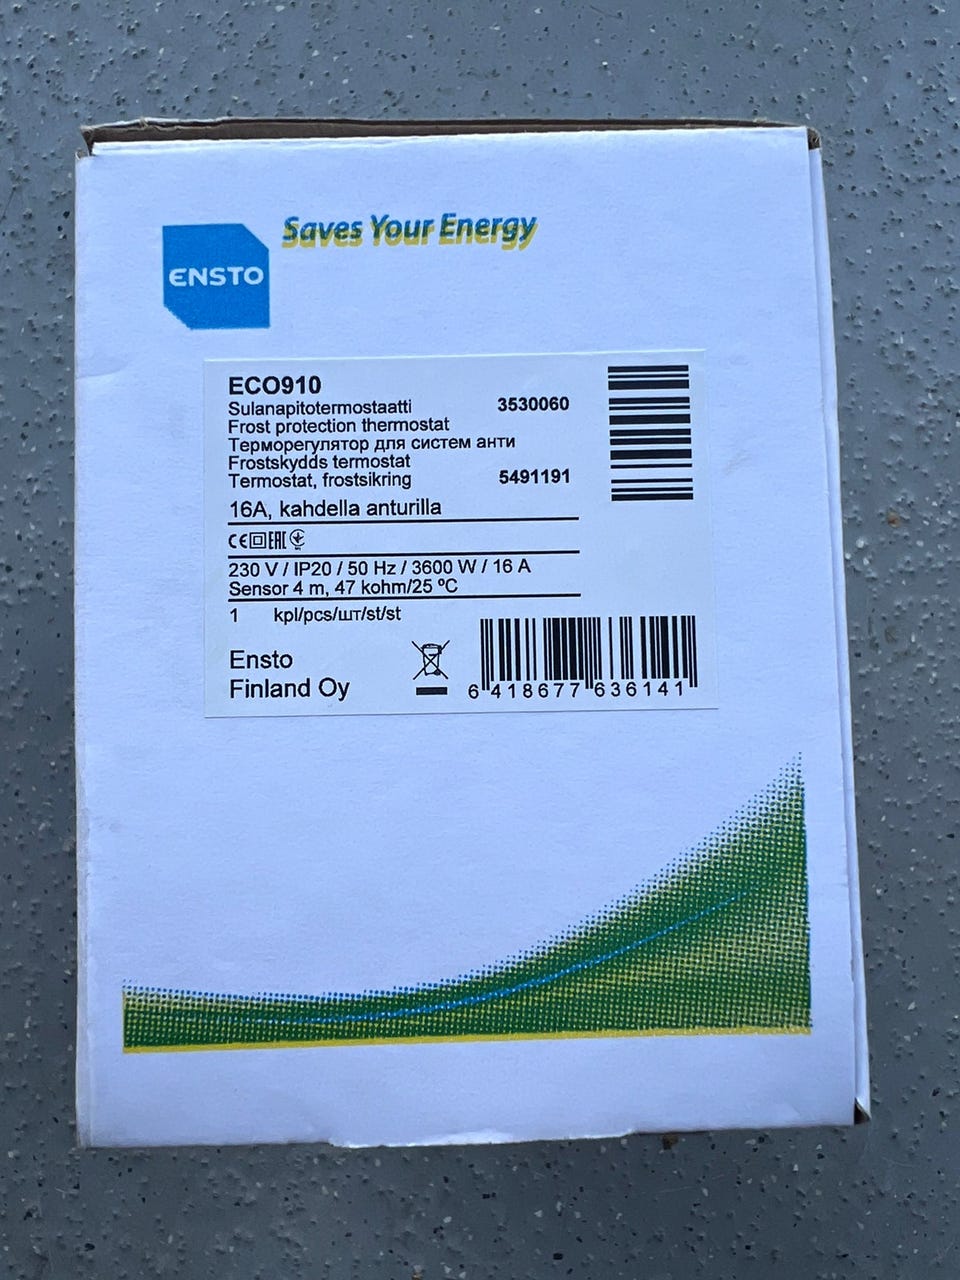 Saves Your Energy
ENSTO
ECO910
Sulanapitotermostaatti 3530060
Frost protection thermostat
Терморегулятор для систем анти
Frostskydds termostat
Termostat, frostsikring 5491191
16A, kahdella anturilla
CE EAC
230 V / IP20 / 50 Hz / 3600 W / 16 A
Sensor 4 m, 47 kohm/25 ºC
1 kpl/pcs/шт/st/st
Ensto
Finland Oy
6 418677 636141